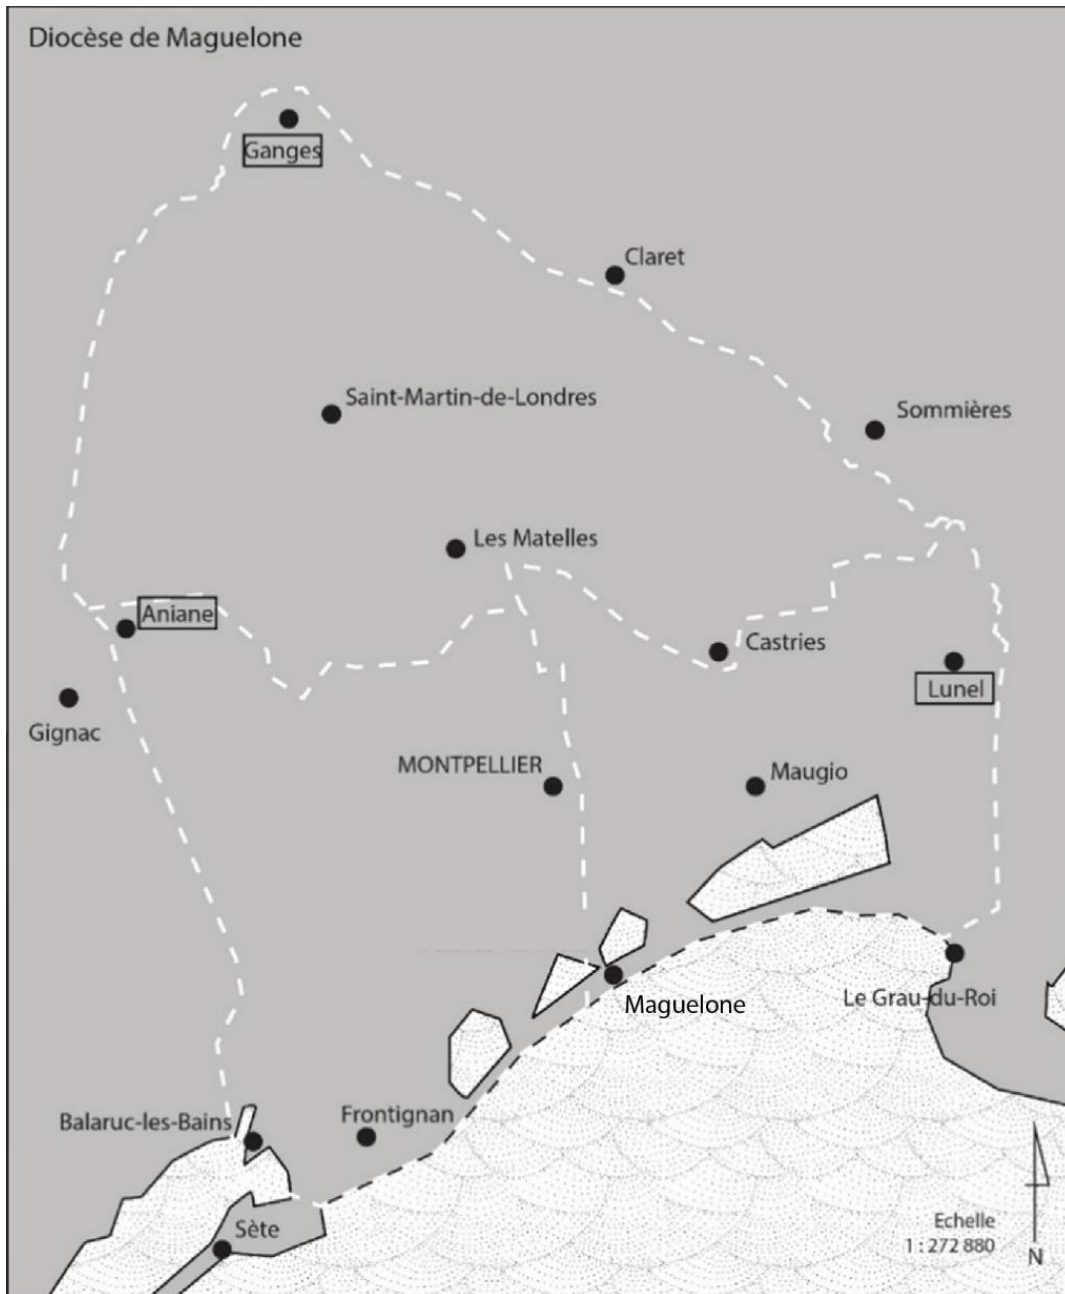 Diocèse de Maguelone
Ganges
Claret
Saint-Martin-de-Londres
Sommières
Les Matelles
Aniane
Castries
Lunel
Gignac
MONTPELLIER
Maugio
Maguelone
Le Grau-du-Roi
Balaruc-les-Bains
Frontignan
Sète
Echelle
1 : 272 880
N